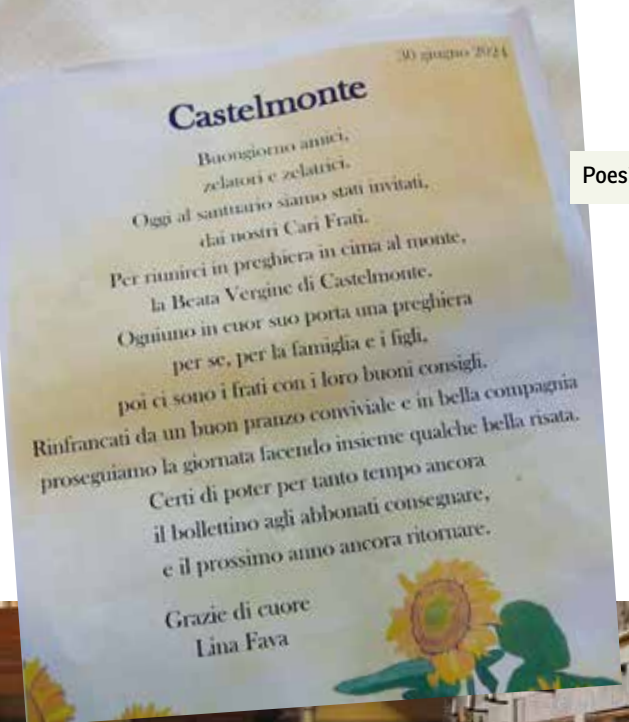 30 giugno 2024
Castelmonte
Buongiorno amici,
zelatori e zelatrici.
Oggi al santuario siamo stati invitati,
dai nostri Cari Frati.
Per riunirci in preghiera in cima al monte,
la Beata Vergine di Castelmonte.
Ogniuno in cuor suo porta una preghiera
per se, per la famiglia e i figli,
poi ci sono i frati con i loro buoni consigli.
Rinfrancati da un buon pranzo conviviale e in bella compagnia
proseguiamo la giornata facendo insieme qualche bella risata.
Certi di poter per tanto tempo ancora
il bollettino agli abbonati consegnare,
e il prossimo anno ancora ritornare.
Grazie di cuore
Lina Fava
Poes